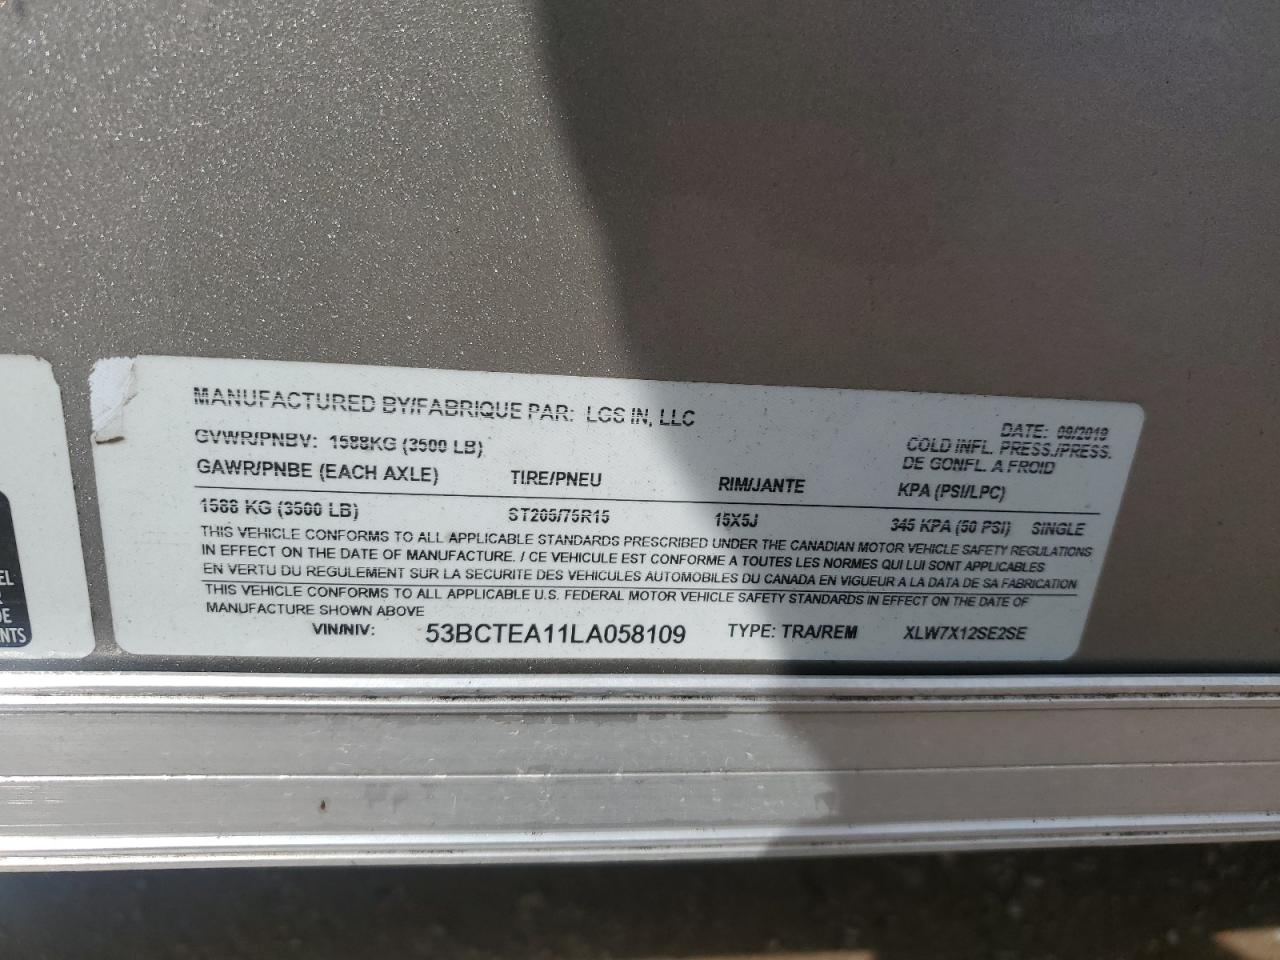 MANUFACTURED BY/FABRIQUE PAR: LGS IN, LLC
DATE: 09/2019
GVWR/PNBV: 1588KG (3500 LB)
COLD INFL. PRESS./PRESS.
DE GONFL. A FROID
GAWR/PNBE (EACH AXLE) TIRE/PNEU RIM/JANTE KPA (PSI/LPC)
1588 KG (3500 LB) ST205/75R15 15X5J 345 KPA (50 PSI) SINGLE
THIS VEHICLE CONFORMS TO ALL APPLICABLE STANDARDS PRESCRIBED UNDER THE CANADIAN MOTOR VEHICLE SAFETY REGULATIONS
IN EFFECT ON THE DATE OF MANUFACTURE. / CE VEHICULE EST CONFORME A TOUTES LES NORMES QUI LUI SONT APPLICABLES
EN VERTU DU REGULEMENT SUR LA SECURITE DES VEHICULES AUTOMOBILES DU CANADA EN VIGUEUR A LA DATA DE SA FABRICATION
THIS VEHICLE CONFORMS TO ALL APPLICABLE U.S. FEDERAL MOTOR VEHICLE SAFETY STANDARDS IN EFFECT ON THE DATE OF
MANUFACTURE SHOWN ABOVE
VIN/NIV: 53BCTEA11LA058109 TYPE: TRA/REM XLW7X12SE2SE